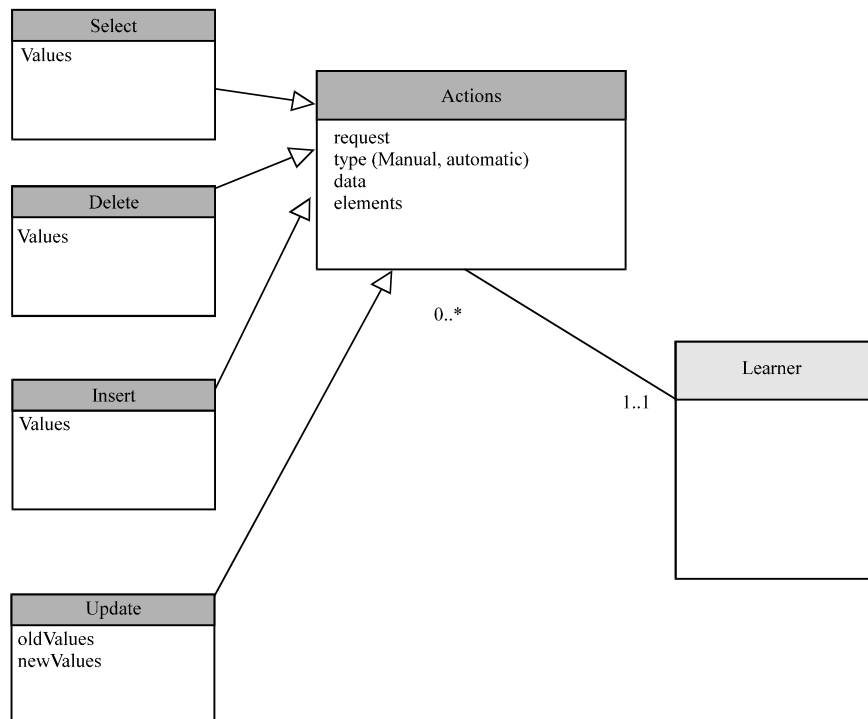 Select
Values
Actions
request
type (Manual, automatic)
data
elements
Delete
Values
0..*
Learner
1..1
Insert
Values
Update
oldValues
newValues